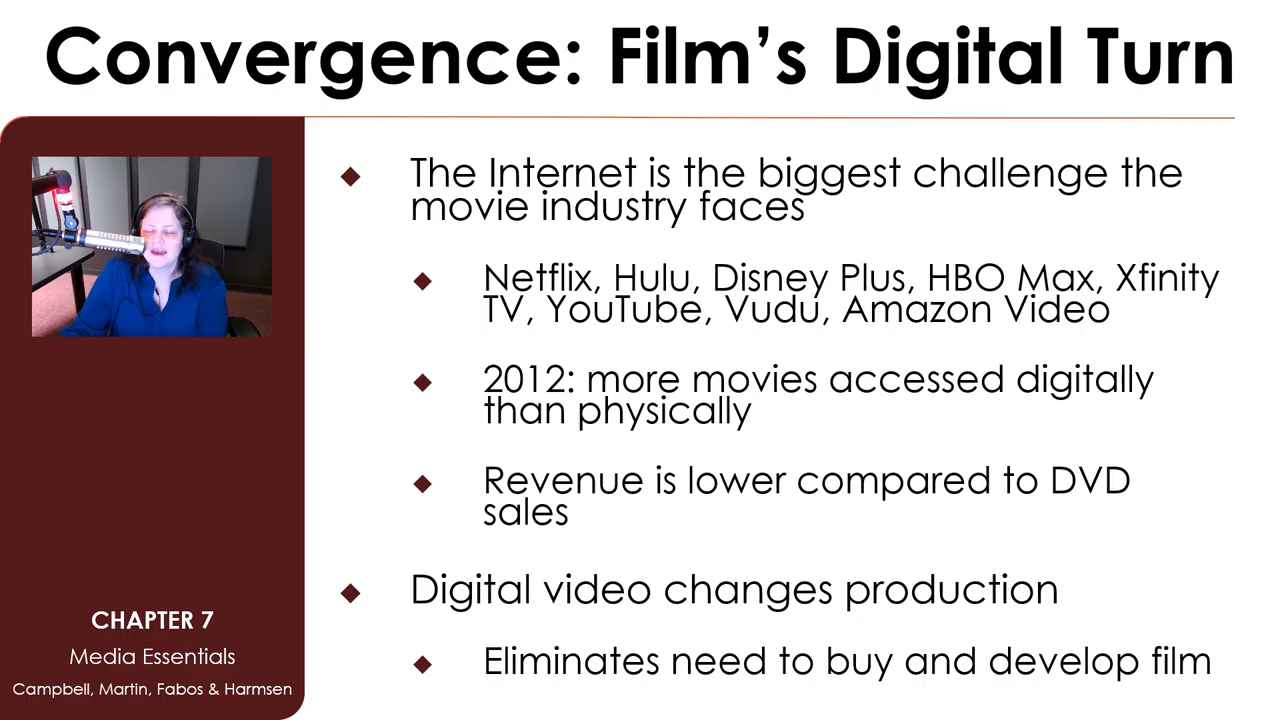 Convergence: Film's Digital Turn
The Internet is the biggest challenge the
movie industry faces
Netflix, Hulu, Disney Plus, HBO Max, Xfinity
TV, YouTube, Vudu, Amazon Video
2012: more movies accessed digitally
than physically
Revenue is lower compared to DVD
sales
Digital video changes production
Eliminates need to buy and develop film
CHAPTER 7
Media Essentials
Campbell, Martin, Fabos & Harmsen